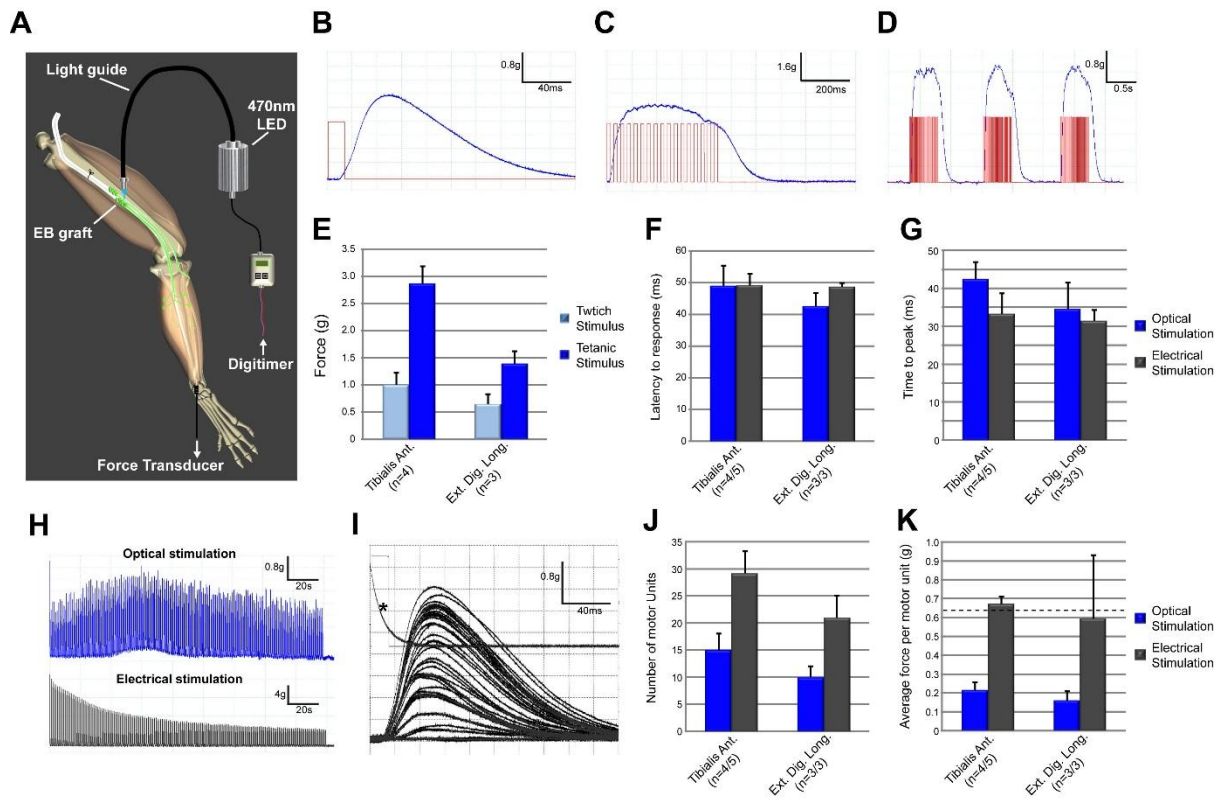 A
Light guide
470nm
LED
EB graft
Digitimer
Force Transducer
B
0.8g
40ms
C
1.6g
200ms
D
0.8g
0.5s
E
Force (g)
3.5
3.0
2.5
2.0
1.5
1.0
0.5
0
Tibialis Ant.
(n=4)
Ext. Dig. Long.
(n=3)
Twtich
Stimulus
Tetanic
Stimulus
F
Latency to response (ms)
60
50
40
30
20
10
0
Tibialis Ant.
(n=4/5)
Ext. Dig. Long.
(n=3/3)
G
Time to peak (ms)
50
40
30
20
10
0
Tibialis Ant.
(n=4/5)
Ext. Dig. Long.
(n=3/3)
Optical
Stimulation
Electrical
Stimulation
H
Optical stimulation
0.8g
20s
Electrical stimulation
4g
20s
I
*
0.8g
40ms
J
Number of motor Units
35
30
25
20
15
10
5
0
Tibialis Ant.
(n=4/5)
Ext. Dig. Long.
(n=3/3)
K
Average force per motor unit (g)
1.0
0.9
0.8
0.7
0.6
0.5
0.4
0.3
0.2
0.1
0
Tibialis Ant.
(n=4/5)
Ext. Dig. Long.
(n=3/3)
Optical
Stimulation
Electrical
Stimulation